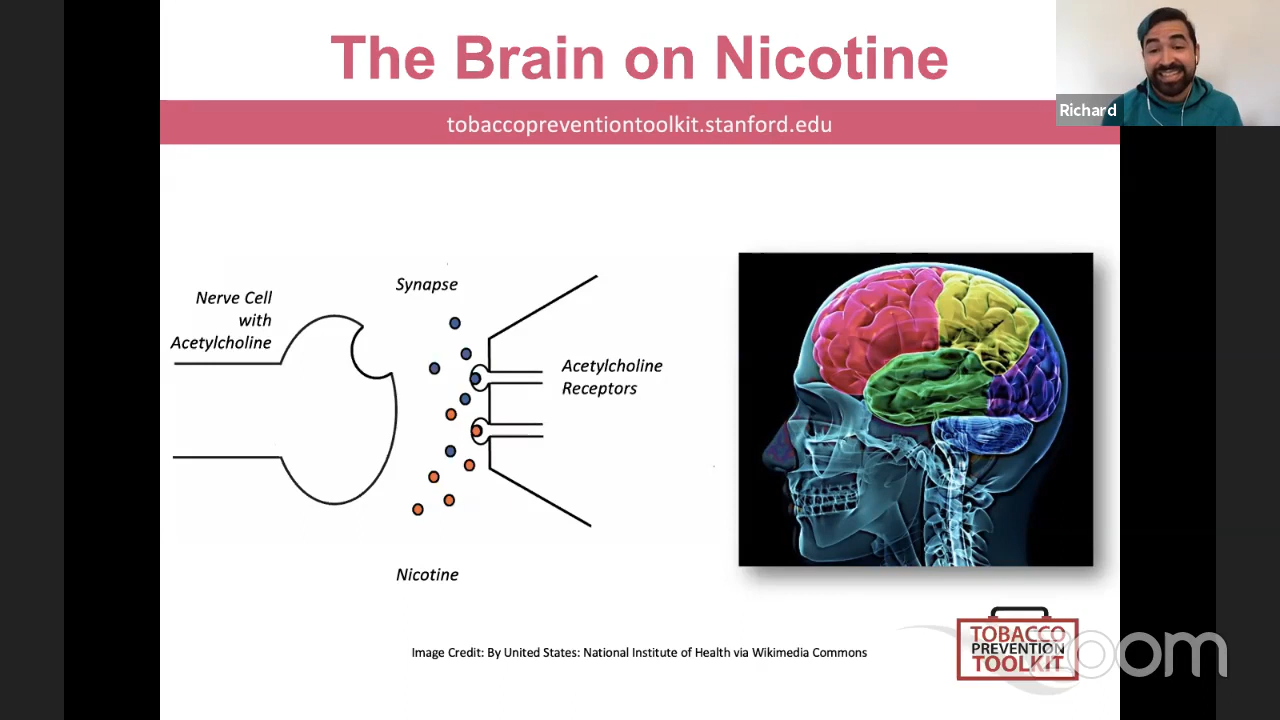 The Brain on Nicotine
Richard
tobaccopreventiontoolkit.stanford.edu
Synapse
Nerve Cell
with
Acetylcholine
Acetylcholine
Receptors
Nicotine
Image Credit: By United States: National Institute of Health via Wikimedia Commons
TOBACCO
PREVENTION
TOOLKIT
zoom